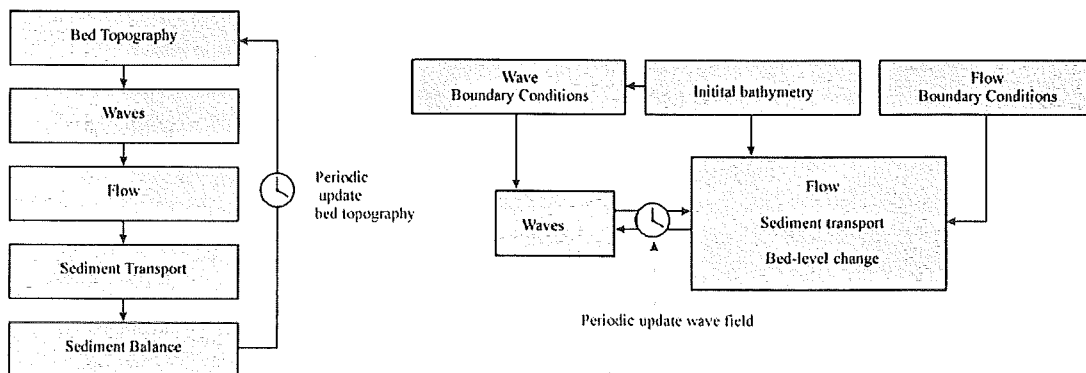 Bed Topography
Waves
Flow
Sediment Transport
Sediment Balance
Periodic
update
bed topography
Wave
Boundary Conditions
Initital bathymetry
Flow
Boundary Conditions
Waves
Flow
Sediment transport
Bed-level change
Periodic update wave field